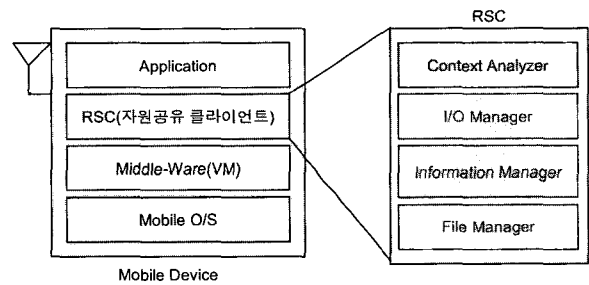 RSC
Application
RSC(자원공유 클라이언트)
Middle-Ware(VM)
Mobile O/S
Mobile Device
Context Analyzer
I/O Manager
Information Manager
File Manager